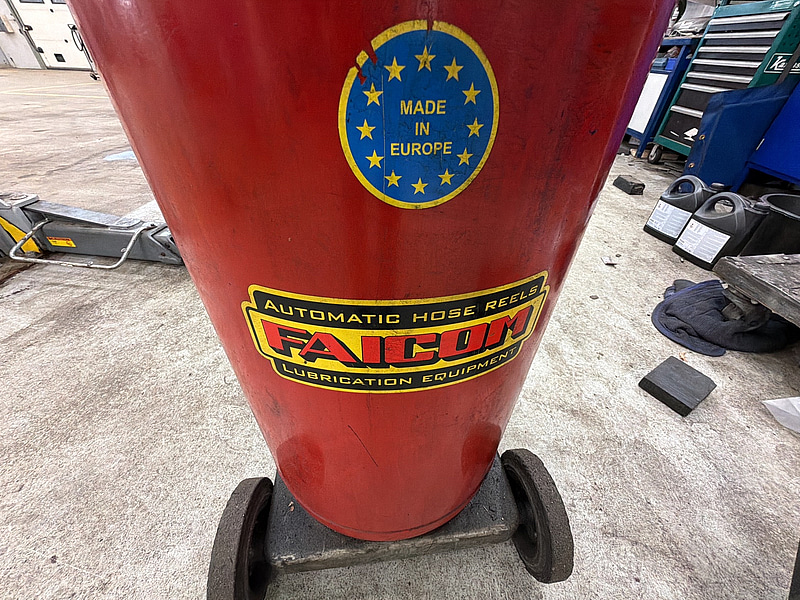 MADE
IN
EUROPE
AUTOMATIC HOSE REELS
FAICOM
LUBRICATION EQUIPMENT